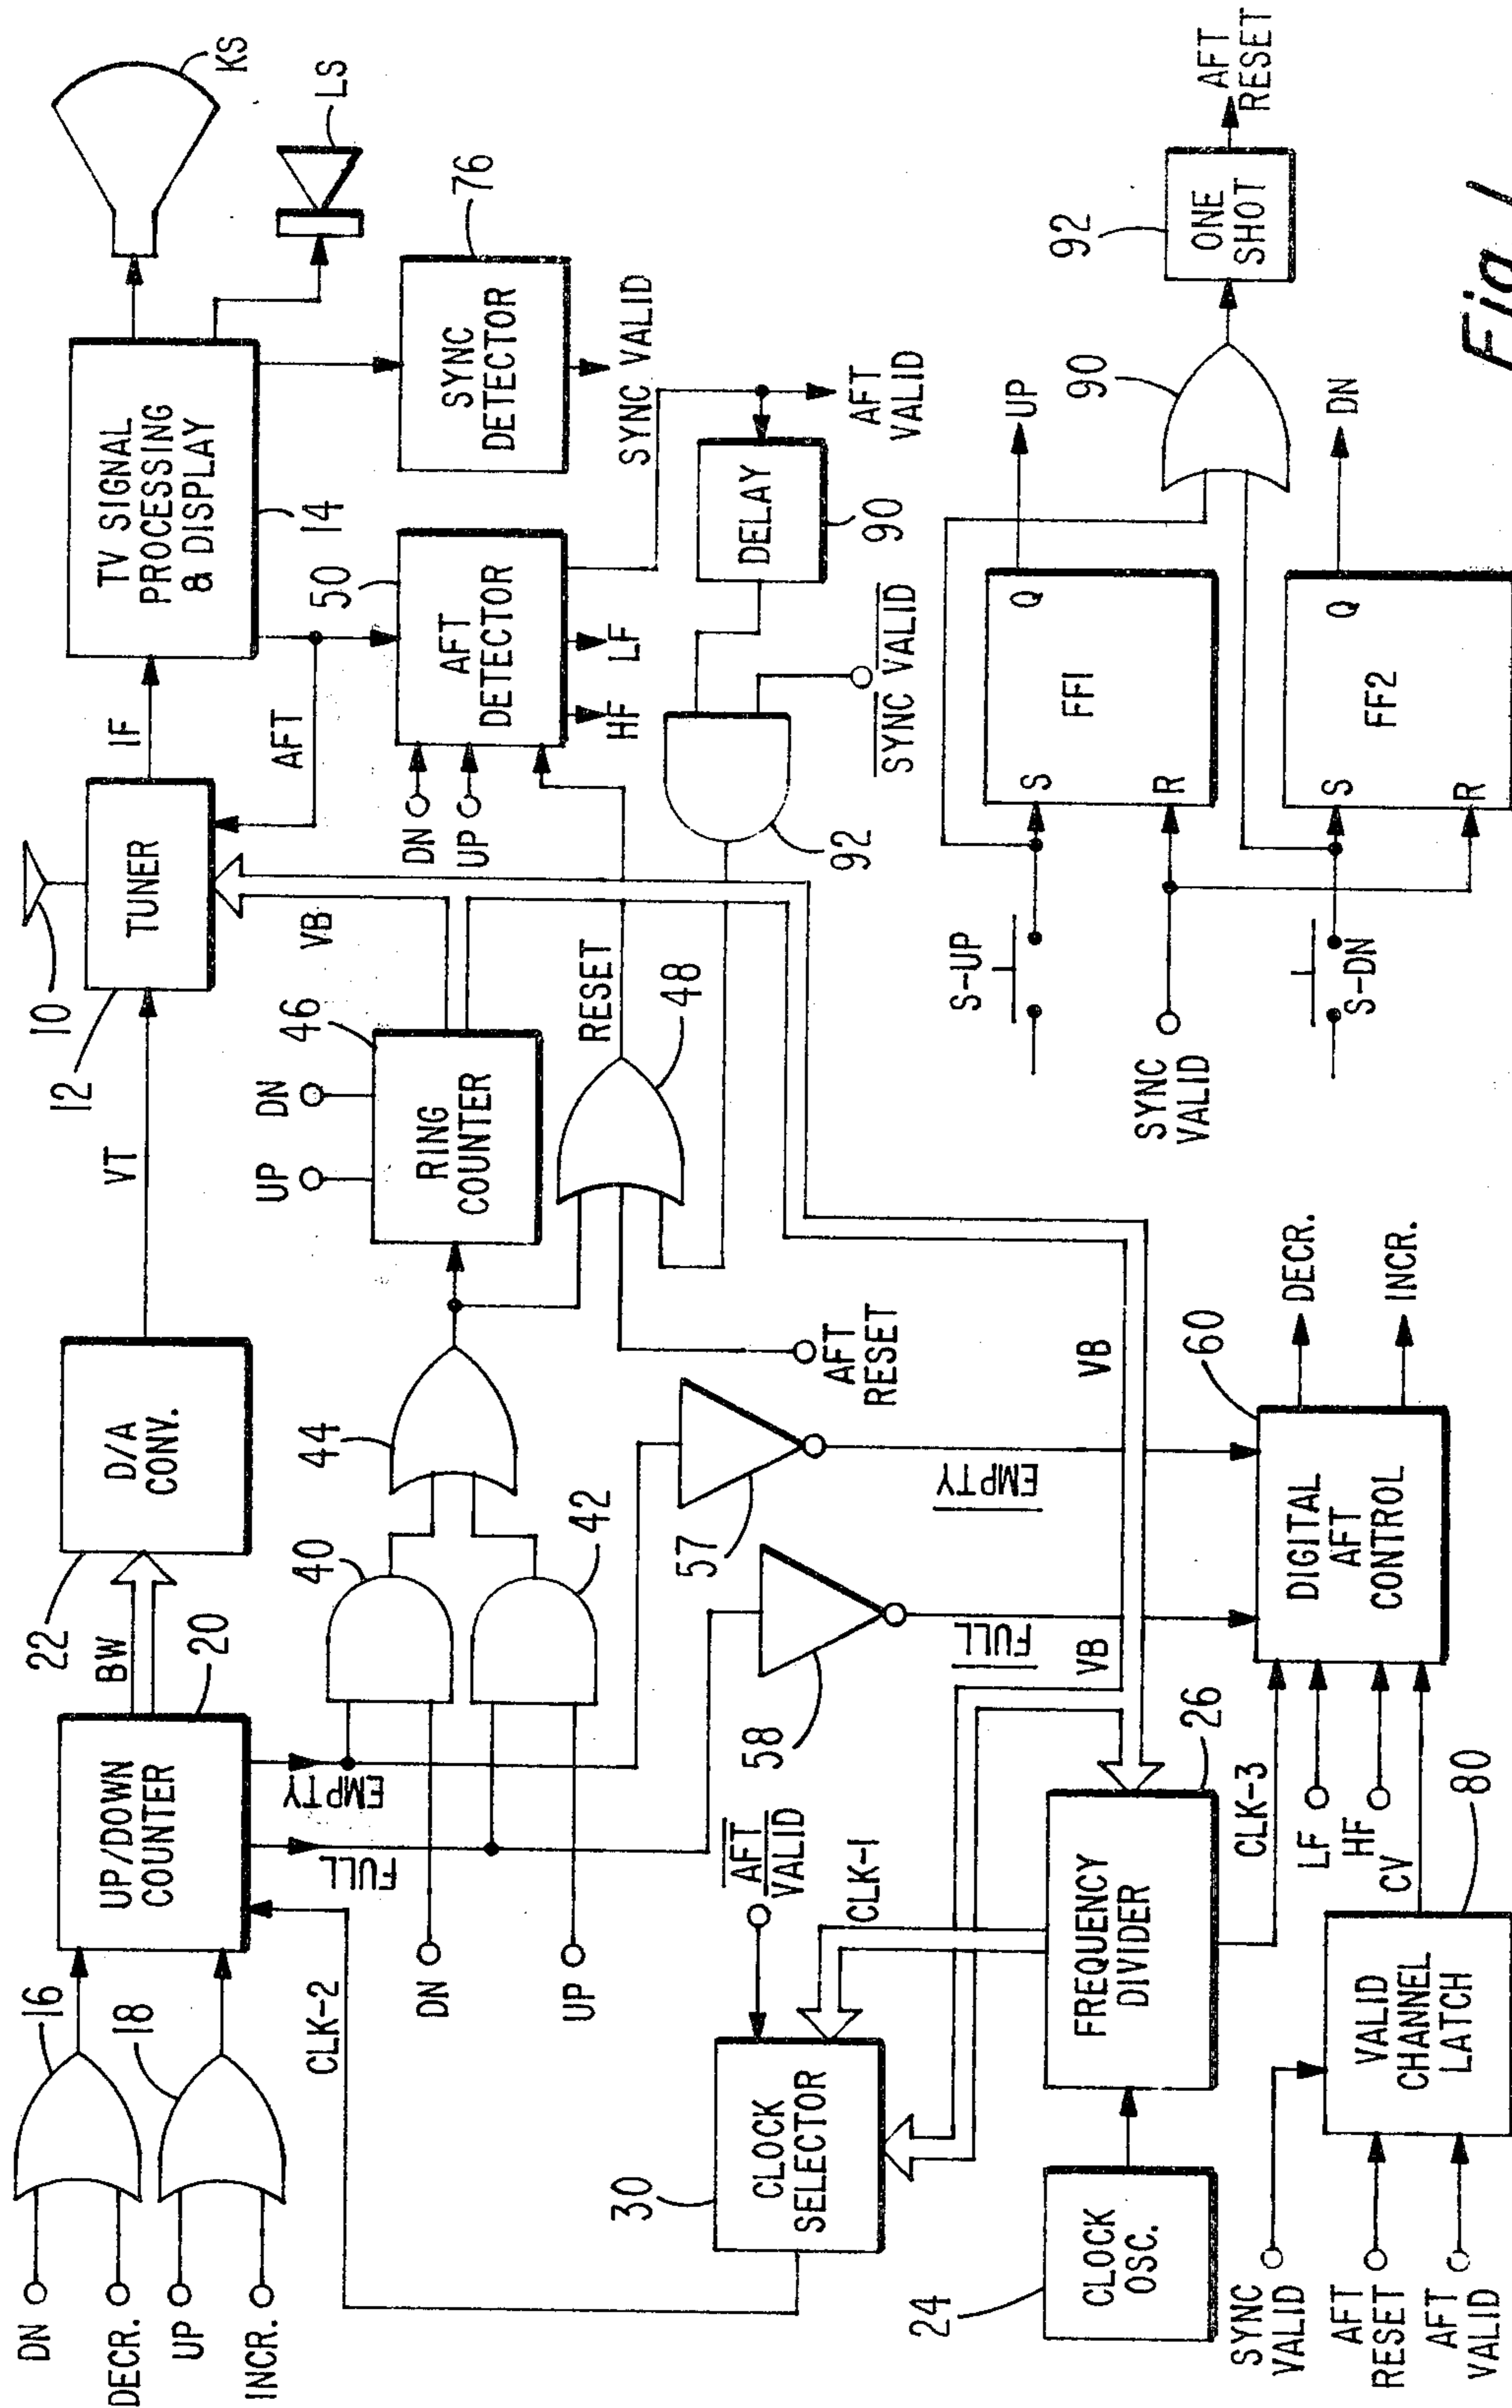 DN
DECR.
UP
INCR.
16
18
UP/DOWN
COUNTER
20
BW
22
D/A
CONV.
VT
12
10
TUNER
IF
TV SIGNAL
PROCESSING
& DISPLAY
14
KS
LS
CLK-2
FULL
EMPTY
DN
UP
40
42
44
UP
DN
46
RING
COUNTER
VB
AFT
DN
UP
50
AFT
DETECTOR
HF
LF
76
SYNC
DETECTOR
SYNC VALID
AFT
VALID
DELAY
90
SYNC VALID
92
RESET
48
AFT
RESET
57
58
EMPTY
FULL
VB
VB
AFT
VALID
CLK-1
30
CLOCK
SELECTOR
24
CLOCK
OSC.
FREQUENCY
DIVIDER
26
CLK-3
LF
HF
CV
60
DIGITAL
AFT
CONTROL
DECR.
INCR.
SYNC
VALID
AFT
RESET
AFT
VALID
VALID
CHANNEL
LATCH
80
S-UP
SYNC
VALID
S-DN
S
R
Q
FF1
S
R
Q
FF2
UP
DN
90
92
ONE
SHOT
AFT
RESET
Fig. 1